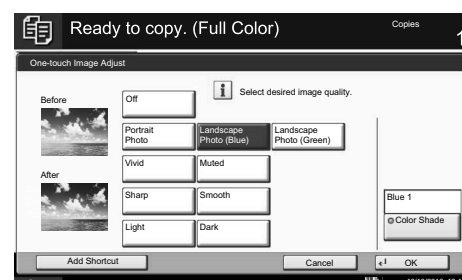 Ready to copy. (Full Color)
Copies
One-touch Image Adjust
Select desired image quality.
Before
Off
Portrait
Photo
Landscape
Photo (Blue)
Landscape
Photo (Green)
Vivid
Muted
After
Sharp
Smooth
Blue 1
Light
Dark
Color Shade
Add Shortcut
Cancel
OK